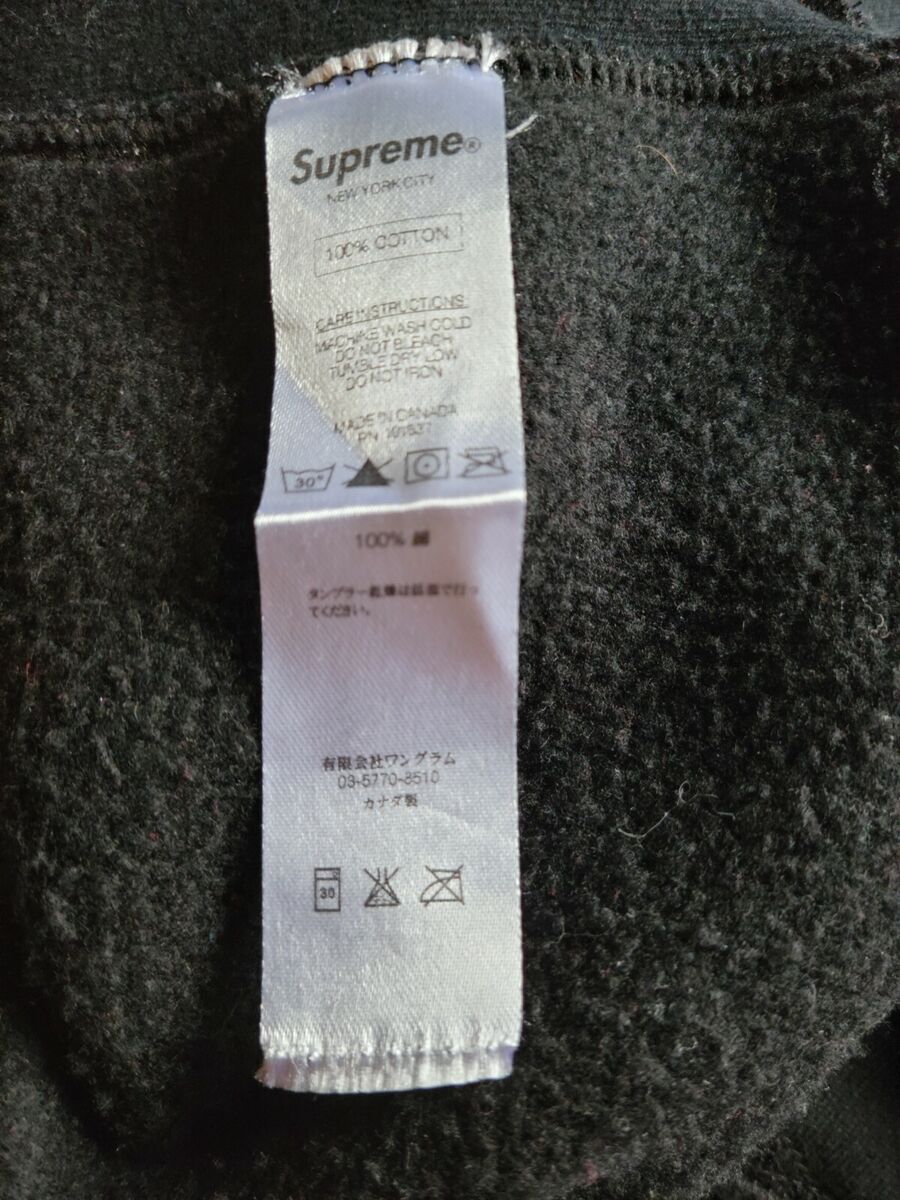 Supreme®
NEW YORK CITY
100% COTTON
CARE INSTRUCTIONS:
MACHINE WASH COLD
DO NOT BLEACH
TUMBLE DRY LOW
DO NOT IRON
MADE IN CANADA
RN 101837
30°
100% 綿
タンブラー乾燥は低温で行っ
てください。
有限会社ワングラム
03-5770-8510
カナダ製
30